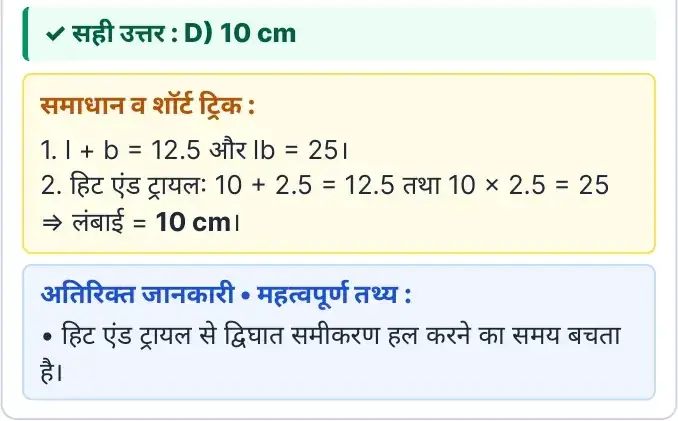 ✓ सही उत्तर : D) 10 cm
समाधान व शॉर्ट ट्रिक :
1. l + b = 12.5 और lb = 25।
2. हिट एंड ट्रायलः 10 + 2.5 = 12.5 तथा 10 × 2.5 = 25
⇒ लंबाई = 10 cm।
अतिरिक्त जानकारी • महत्वपूर्ण तथ्य :
• हिट एंड ट्रायल से द्विघात समीकरण हल करने का समय बचता
है।